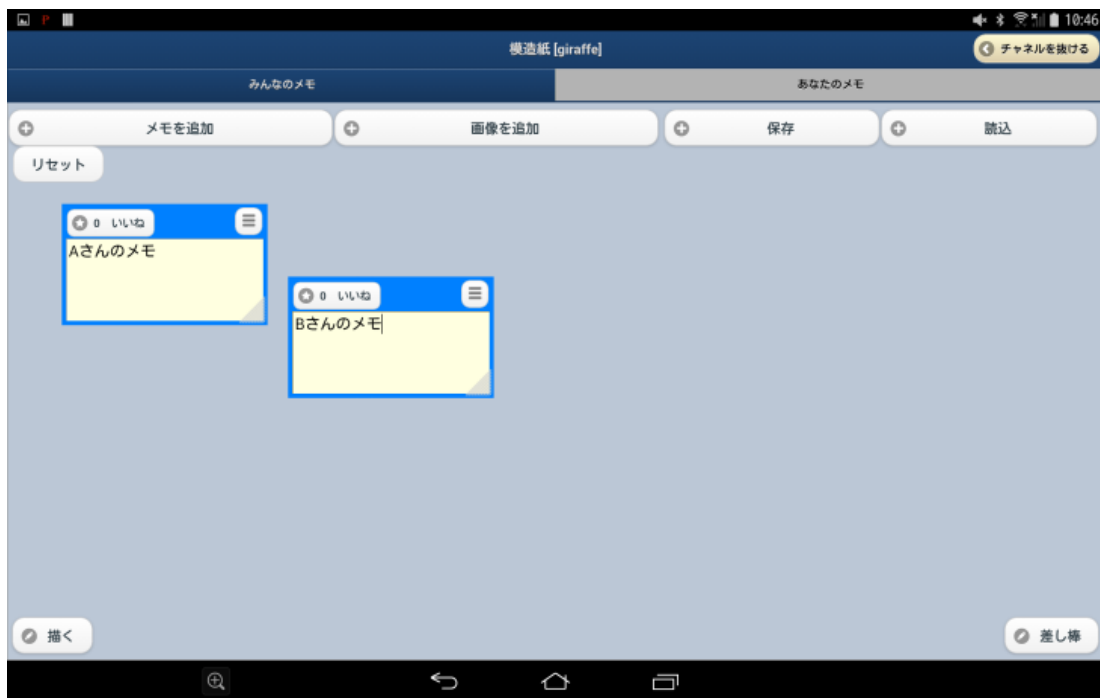 P
10:46
模造紙 [giraffe]
チャネルを抜ける
みんなのメモ
あなたのメモ
メモを追加
画像を追加
保存
読込
リセット
0 いいね
Aさんのメモ
0 いいね
Bさんのメモ
描く
差し棒